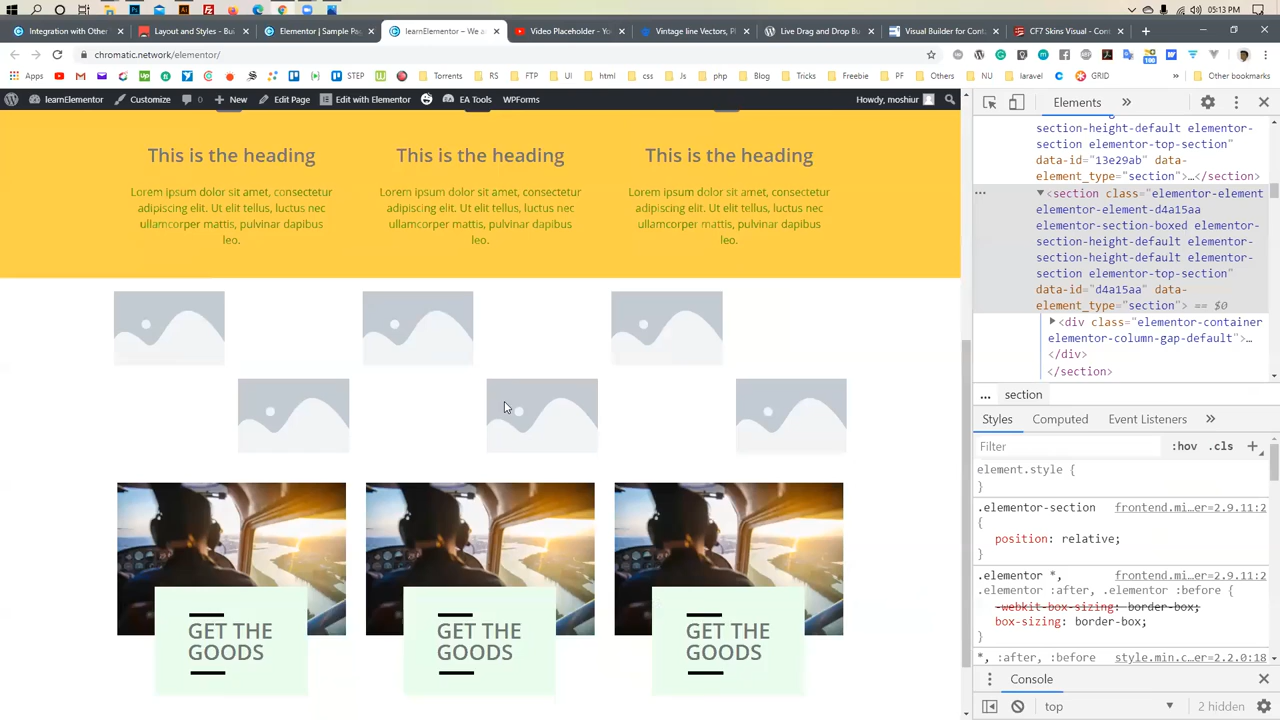 05:13 PM
Integration with Other
Layout and Styles - Bui
Elementor | Sample Pag
learnElementor – We a
Video Placeholder - Yo
Vintage line Vectors, P
Live Drag and Drop Bu
Visual Builder for Cont
CF7 Skins Visual - Cont
chromatic.network/elementor/
Apps
STEP
Torrents
RS
FTP
UI
html
css
Js
php
Blog
Tricks
Freebie
PF
Others
NU
laravel
GRID
Other bookmarks
learnElementor
Customize
0
New
Edit Page
Edit with Elementor
EA Tools
WPForms
Howdy, moshiur
This is the heading
Lorem ipsum dolor sit amet, consectetur
adipiscing elit. Ut elit tellus, luctus nec
ullamcorper mattis, pulvinar dapibus
leo.
This is the heading
Lorem ipsum dolor sit amet, consectetur
adipiscing elit. Ut elit tellus, luctus nec
ullamcorper mattis, pulvinar dapibus
leo.
This is the heading
Lorem ipsum dolor sit amet, consectetur
adipiscing elit. Ut elit tellus, luctus nec
ullamcorper mattis, pulvinar dapibus
leo.
GET THE
GOODS
GET THE
GOODS
GET THE
GOODS
Elements
section-height-default elementor-
section-height-default
elementor-top-section"
data-id="13e29ab" data-
element_type="section">…</section>
<section class="elementor-element
elementor-element-d4a15aa
elementor-section-boxed elementor-
section-height-default elementor-
section-height-default
elementor-section elementor-top-section"
data-id="d4a15aa" data-
element_type="section"> == $0
<div class="elementor-container
elementor-column-gap-default">…
</div>
</section>
… section
Styles
Computed
Event Listeners
Filter
:hov .cls
element.style {
}
.elementor-section frontend.mi…er=2.9.11:2
{
position: relative;
}
.elementor *, frontend.mi…er=2.9.11:2
.elementor :after, .elementor :before {
-webkit-box-sizing: border-box;
box-sizing: border-box;
}
*, :after, :before style.min.c…er=2.2.0:18
Console
top
2 hidden